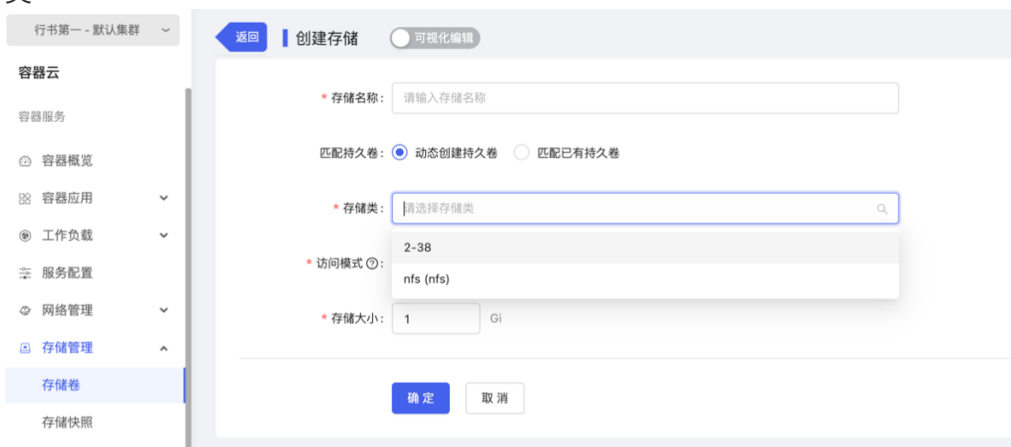 行书第一 - 默认集群
返回
创建存储
可视化编辑
容器云
* 存储名称:
请输入存储名称
容器服务
匹配持久卷:
动态创建持久卷
匹配已有持久卷
容器概览
容器应用
* 存储类:
请选择存储类
工作负载
2-38
* 访问模式 ?:
服务配置
nfs (nfs)
网络管理
* 存储大小:
1
Gi
存储管理
存储卷
确 定
取 消
存储快照